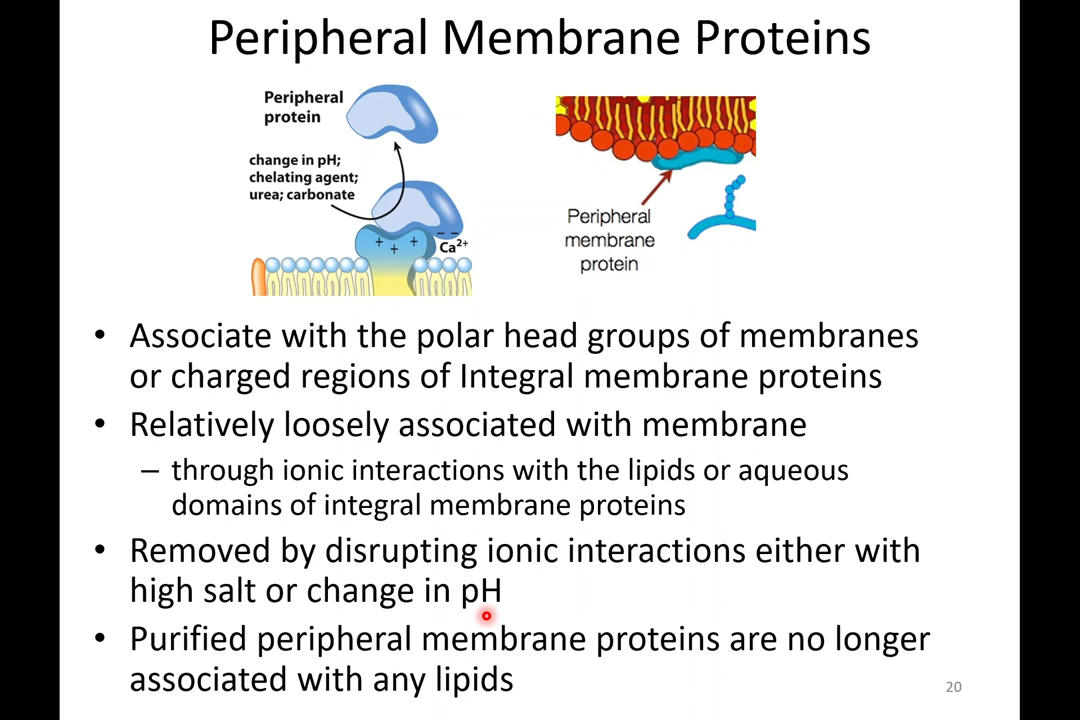 Peripheral Membrane Proteins
Peripheral
protein
change in pH;
chelating agent;
urea; carbonate
+ + +
– –
Ca²⁺
Peripheral
membrane
protein
• Associate with the polar head groups of membranes
or charged regions of Integral membrane proteins
• Relatively loosely associated with membrane
– through ionic interactions with the lipids or aqueous
domains of integral membrane proteins
• Removed by disrupting ionic interactions either with
high salt or change in pH
• Purified peripheral membrane proteins are no longer
associated with any lipids
20